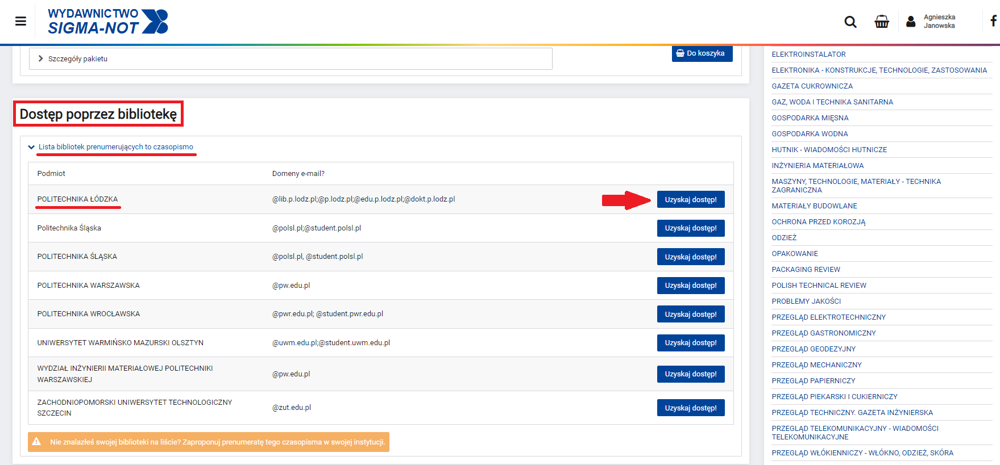 WYDAWNICTWO
SIGMA-NOT
Agnieszka
Janowska
Szczegóły pakietu
Do koszyka
Dostęp poprzez bibliotekę
Lista bibliotek prenumerujących to czasopismo
Podmiot Domeny e-mail?
POLITECHNIKA ŁÓDZKA @lib.p.lodz.pl;@p.lodz.pl;@edu.p.lodz.pl;@dokt.p.lodz.pl Uzyskaj dostęp!
Politechnika Śląska @polsl.pl;@student.polsl.pl Uzyskaj dostęp!
POLITECHNIKA ŚLĄSKA @polsl.pl, @student.polsl.pl Uzyskaj dostęp!
POLITECHNIKA WARSZAWSKA @pw.edu.pl Uzyskaj dostęp!
POLITECHNIKA WROCŁAWSKA @pwr.edu.pl; @student.pwr.edu.pl Uzyskaj dostęp!
UNIWERSYTET WARMIŃSKO MAZURSKI OLSZTYN @uwm.edu.pl;@student.uwm.edu.pl Uzyskaj dostęp!
WYDZIAŁ INŻYNIERII MATERIAŁOWEJ POLITECHNIKI
WARSZAWSKIEJ @pw.edu.pl Uzyskaj dostęp!
ZACHODNIOPOMORSKI UNIWERSYTET TECHNOLOGICZNY
SZCZECIN @zut.edu.pl Uzyskaj dostęp!
Nie znalazłeś swojej biblioteki na liście? Zaproponuj prenumeratę tego czasopisma w swojej instytucji.
ELEKTROINSTALATOR
ELEKTRONIKA - KONSTRUKCJE, TECHNOLOGIE, ZASTOSOWANIA
GAZETA CUKROWNICZA
GAZ, WODA I TECHNIKA SANITARNA
GOSPODARKA MIĘSNA
GOSPODARKA WODNA
HUTNIK - WIADOMOŚCI HUTNICZE
INŻYNIERIA MATERIAŁOWA
MASZYNY, TECHNOLOGIE, MATERIAŁY - TECHNIKA
ZAGRANICZNA
MATERIAŁY BUDOWLANE
OCHRONA PRZED KOROZJĄ
ODZIEŻ
OPAKOWANIE
PACKAGING REVIEW
POLISH TECHNICAL REVIEW
PROBLEMY JAKOŚCI
PRZEGLĄD ELEKTROTECHNICZNY
PRZEGLĄD GASTRONOMICZNY
PRZEGLĄD GEODEZYJNY
PRZEGLĄD MECHANICZNY
PRZEGLĄD PAPIERNICZY
PRZEGLĄD PIEKARSKI I CUKIERNICZY
PRZEGLĄD TECHNICZNY. GAZETA INŻYNIERSKA
PRZEGLĄD TELEKOMUNIKACYJNY - WIADOMOŚCI
TELEKOMUNIKACYJNE
PRZEGLĄD WŁÓKIENNICZY - WŁÓKNO, ODZIEŻ, SKÓRA